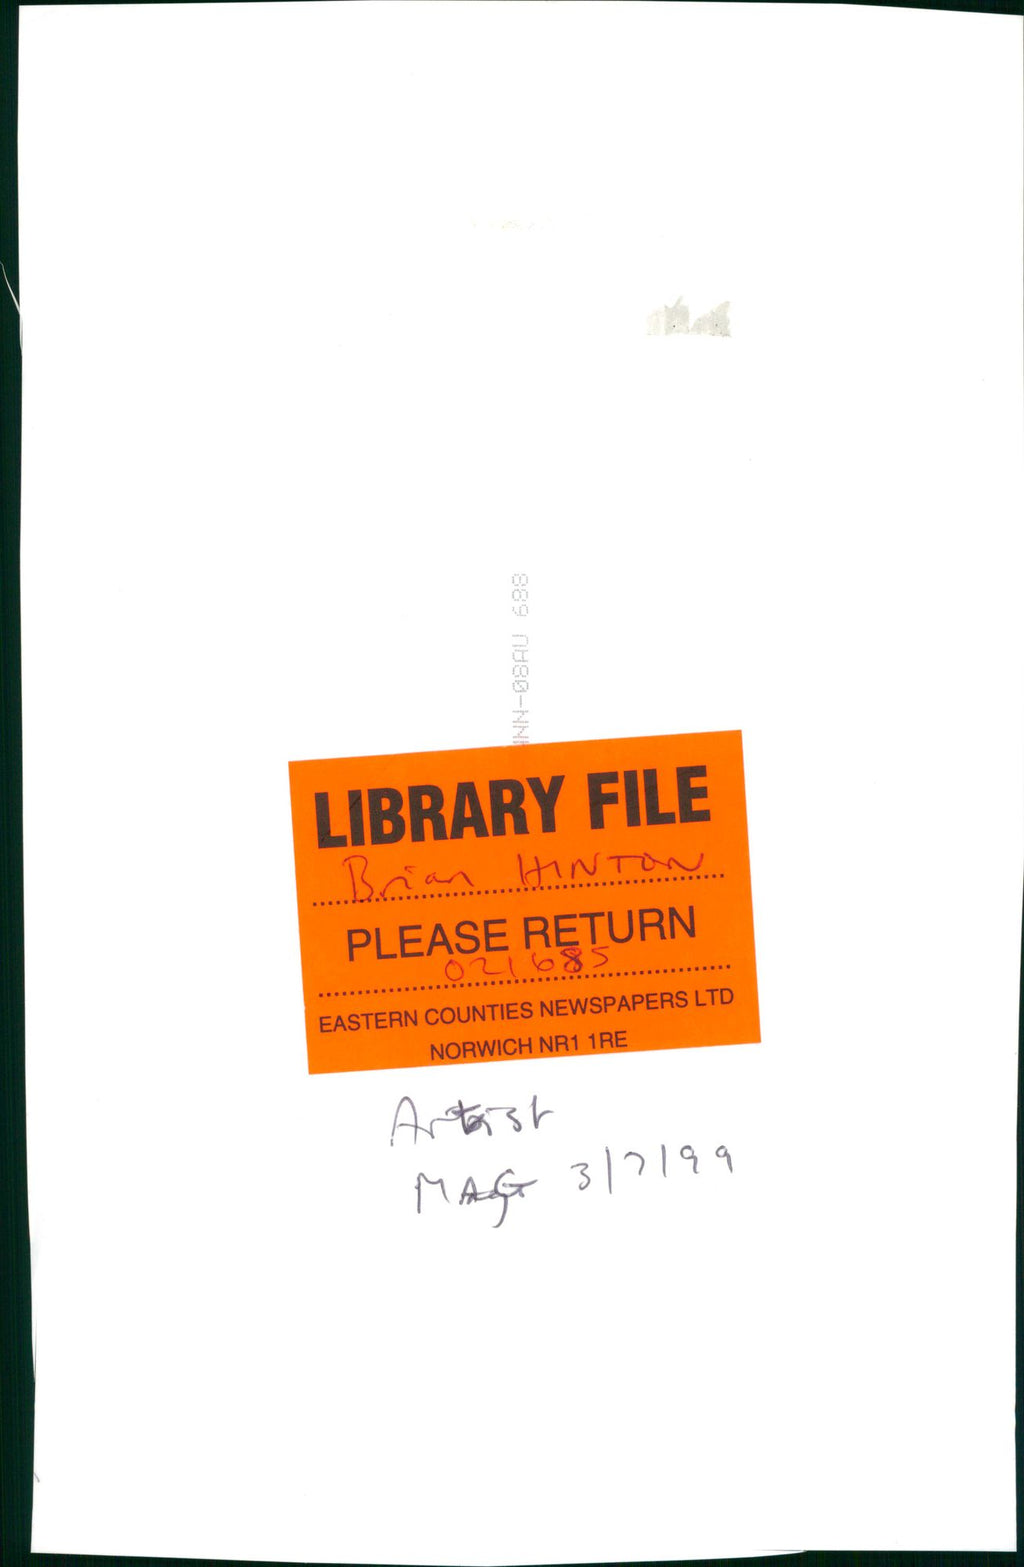 NN-08AU 688
LIBRARY FILE
Brian HINTON
PLEASE RETURN
021685
EASTERN COUNTIES NEWSPAPERS LTD
NORWICH NR1 1RE
Artist
MAG 3/7/99